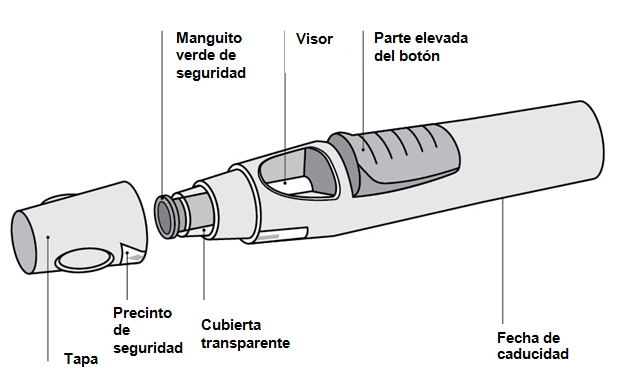 Manguito
verde de
seguridad
Visor
Parte elevada
del botón
Tapa
Precinto
de
seguridad
Cubierta
transparente
Fecha de
caducidad